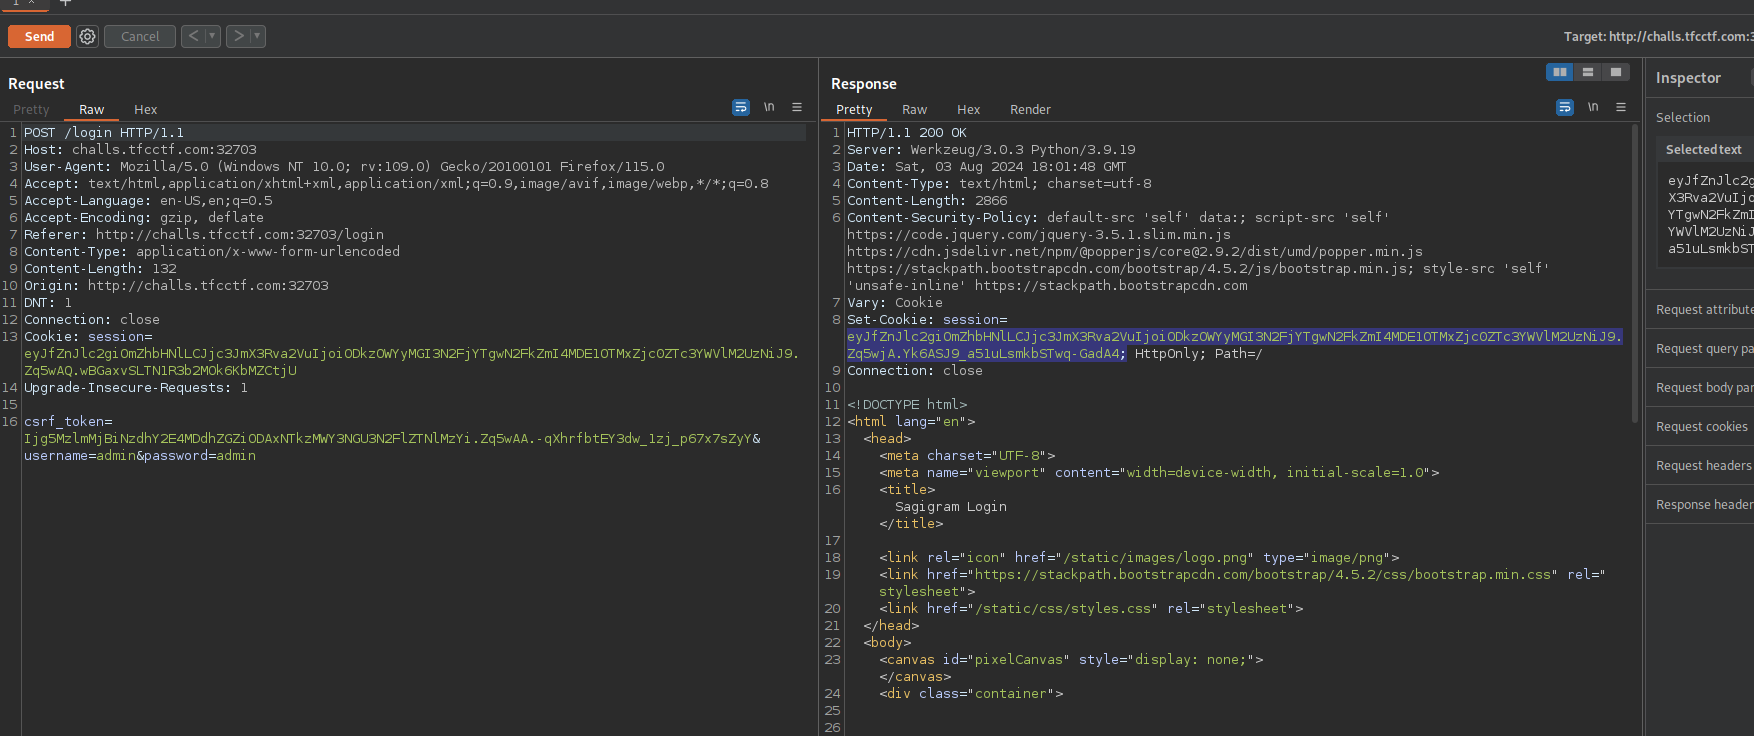 1 ×
+
Send
Cancel
<
>
Target: http://challs.tfcctf.com:3
Request
Pretty
Raw
Hex
\n
1 POST /login HTTP/1.1
2 Host: challs.tfcctf.com:32703
3 User-Agent: Mozilla/5.0 (Windows NT 10.0; rv:109.0) Gecko/20100101 Firefox/115.0
4 Accept: text/html,application/xhtml+xml,application/xml;q=0.9,image/avif,image/webp,*/*;q=0.8
5 Accept-Language: en-US,en;q=0.5
6 Accept-Encoding: gzip, deflate
7 Referer: http://challs.tfcctf.com:32703/login
8 Content-Type: application/x-www-form-urlencoded
9 Content-Length: 132
10 Origin: http://challs.tfcctf.com:32703
11 DNT: 1
12 Connection: close
13 Cookie: session=
eyJfZnJlc2giOmZhbHNlLCJjc3JmX3Rva2VuIjoiODkzOWYyMGI3N2FjYTgwN2FkZmI4MDE1OTMxZjc0ZTc3YWVlM2UzNiJ9.
Zq5wAQ.wBGaxvSLTN1R3b2MOk6KbMZCtjU
14 Upgrade-Insecure-Requests: 1
15
16 csrf_token=
Ijg5MzlmMjBiNzdhY2E4MDdhZGZiODAxNTkzMWY3NGU3N2FlZTNlMzYi.Zq5wAA.-qXhrfbtEY3dw_1zj_p67x7sZyY&
username=admin&password=admin
Response
Pretty
Raw
Hex
Render
\n
1 HTTP/1.1 200 OK
2 Server: Werkzeug/3.0.3 Python/3.9.19
3 Date: Sat, 03 Aug 2024 18:01:48 GMT
4 Content-Type: text/html; charset=utf-8
5 Content-Length: 2866
6 Content-Security-Policy: default-src 'self' data:; script-src 'self'
https://code.jquery.com/jquery-3.5.1.slim.min.js
https://cdn.jsdelivr.net/npm/@popperjs/core@2.9.2/dist/umd/popper.min.js
https://stackpath.bootstrapcdn.com/bootstrap/4.5.2/js/bootstrap.min.js; style-src 'self'
'unsafe-inline' https://stackpath.bootstrapcdn.com
7 Vary: Cookie
8 Set-Cookie: session=
eyJfZnJlc2giOmZhbHNlLCJjc3JmX3Rva2VuIjoiODkzOWYyMGI3N2FjYTgwN2FkZmI4MDE1OTMxZjc0ZTc3YWVlM2UzNiJ9.
Zq5wjA.Yk6ASJ9_a51uLsmkbSTwq-GadA4; HttpOnly; Path=/
9 Connection: close
10
11 <!DOCTYPE html>
12 <html lang="en">
13 <head>
14 <meta charset="UTF-8">
15 <meta name="viewport" content="width=device-width, initial-scale=1.0">
16 <title>
Sagigram Login
</title>
17
18 <link rel="icon" href="/static/images/logo.png" type="image/png">
19 <link href="https://stackpath.bootstrapcdn.com/bootstrap/4.5.2/css/bootstrap.min.css" rel="
stylesheet">
20 <link href="/static/css/styles.css" rel="stylesheet">
21 </head>
22 <body>
23 <canvas id="pixelCanvas" style="display: none;">
</canvas>
24 <div class="container">
25
26
Inspector
Selection
Selected text
eyJfZnJlc2g
X3Rva2VuIjo
YTgwN2FkZmI
YWVlM2UzNiJ
a51uLsmkbST
Request attribute
Request query pa
Request body par
Request cookies
Request headers
Response header